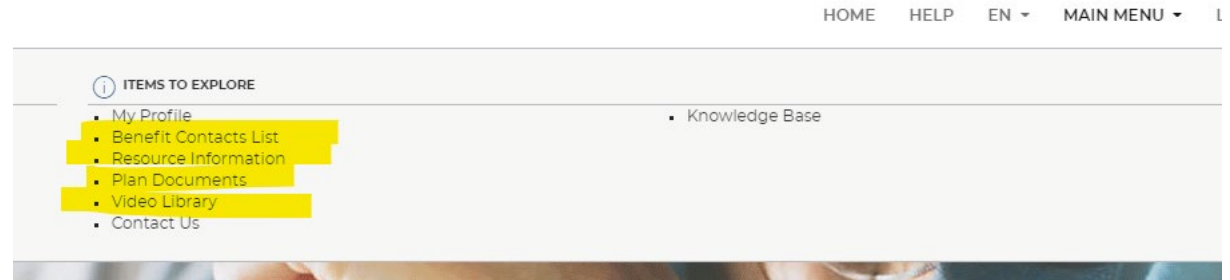 HOME HELP EN MAIN MENU
ITEMS TO EXPLORE
My Profile
Benefit Contacts List
Resource Information
Plan Documents
Video Library
Contact Us
Knowledge Base